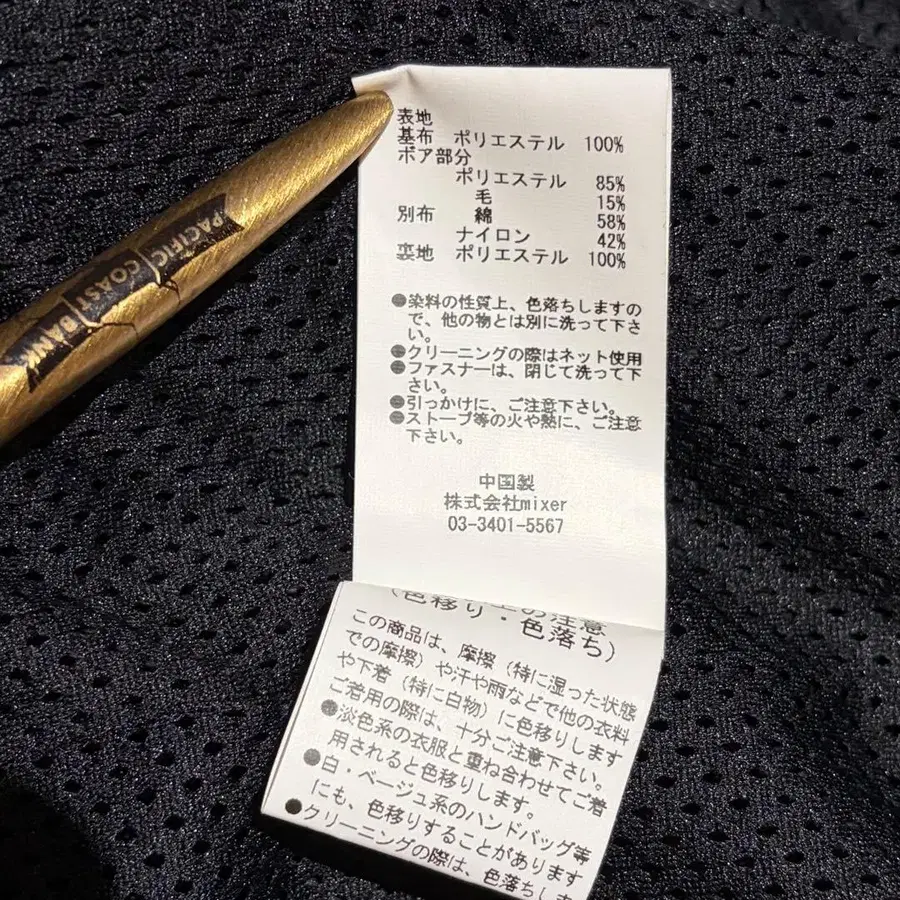 PACIFIC COAST BANK
表地
基布 ポリエステル 100%
ボア部分
ポリエステル 85%
毛 15%
別布 綿 58%
ナイロン 42%
裏地 ポリエステル 100%
●染料の性質上、色落ちしますの
で、他の物とは別に洗って下さ
い。
●クリーニングの際はネット使用
●ファスナーは、閉じて洗って下
さい。
●引っかけに、ご注意下さい。
●ストーブ等の火や熱に、ご注意
下さい。
中国製
株式会社mixer
03-3401-5567
上の注意
(色移り・色落ち)
この商品は、摩擦(特に湿った状態
での摩擦)や汗や雨などで他の衣料
や下着(特に白物)に色移りします
ご着用の際は、十分ご注意下さい。
●淡色系の衣服と重ね合わせてご着
用されると色移りします。
●白・ベージュ系のハンドバッグ等
にも、色移りすることがあります
●クリーニングの際は、色落ちしま